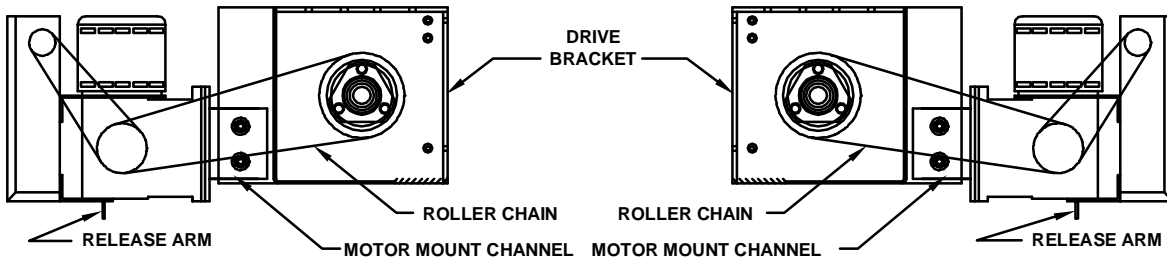 DRIVE
BRACKET
ROLLER CHAIN
ROLLER CHAIN
RELEASE ARM
MOTOR MOUNT CHANNEL
MOTOR MOUNT CHANNEL
RELEASE ARM